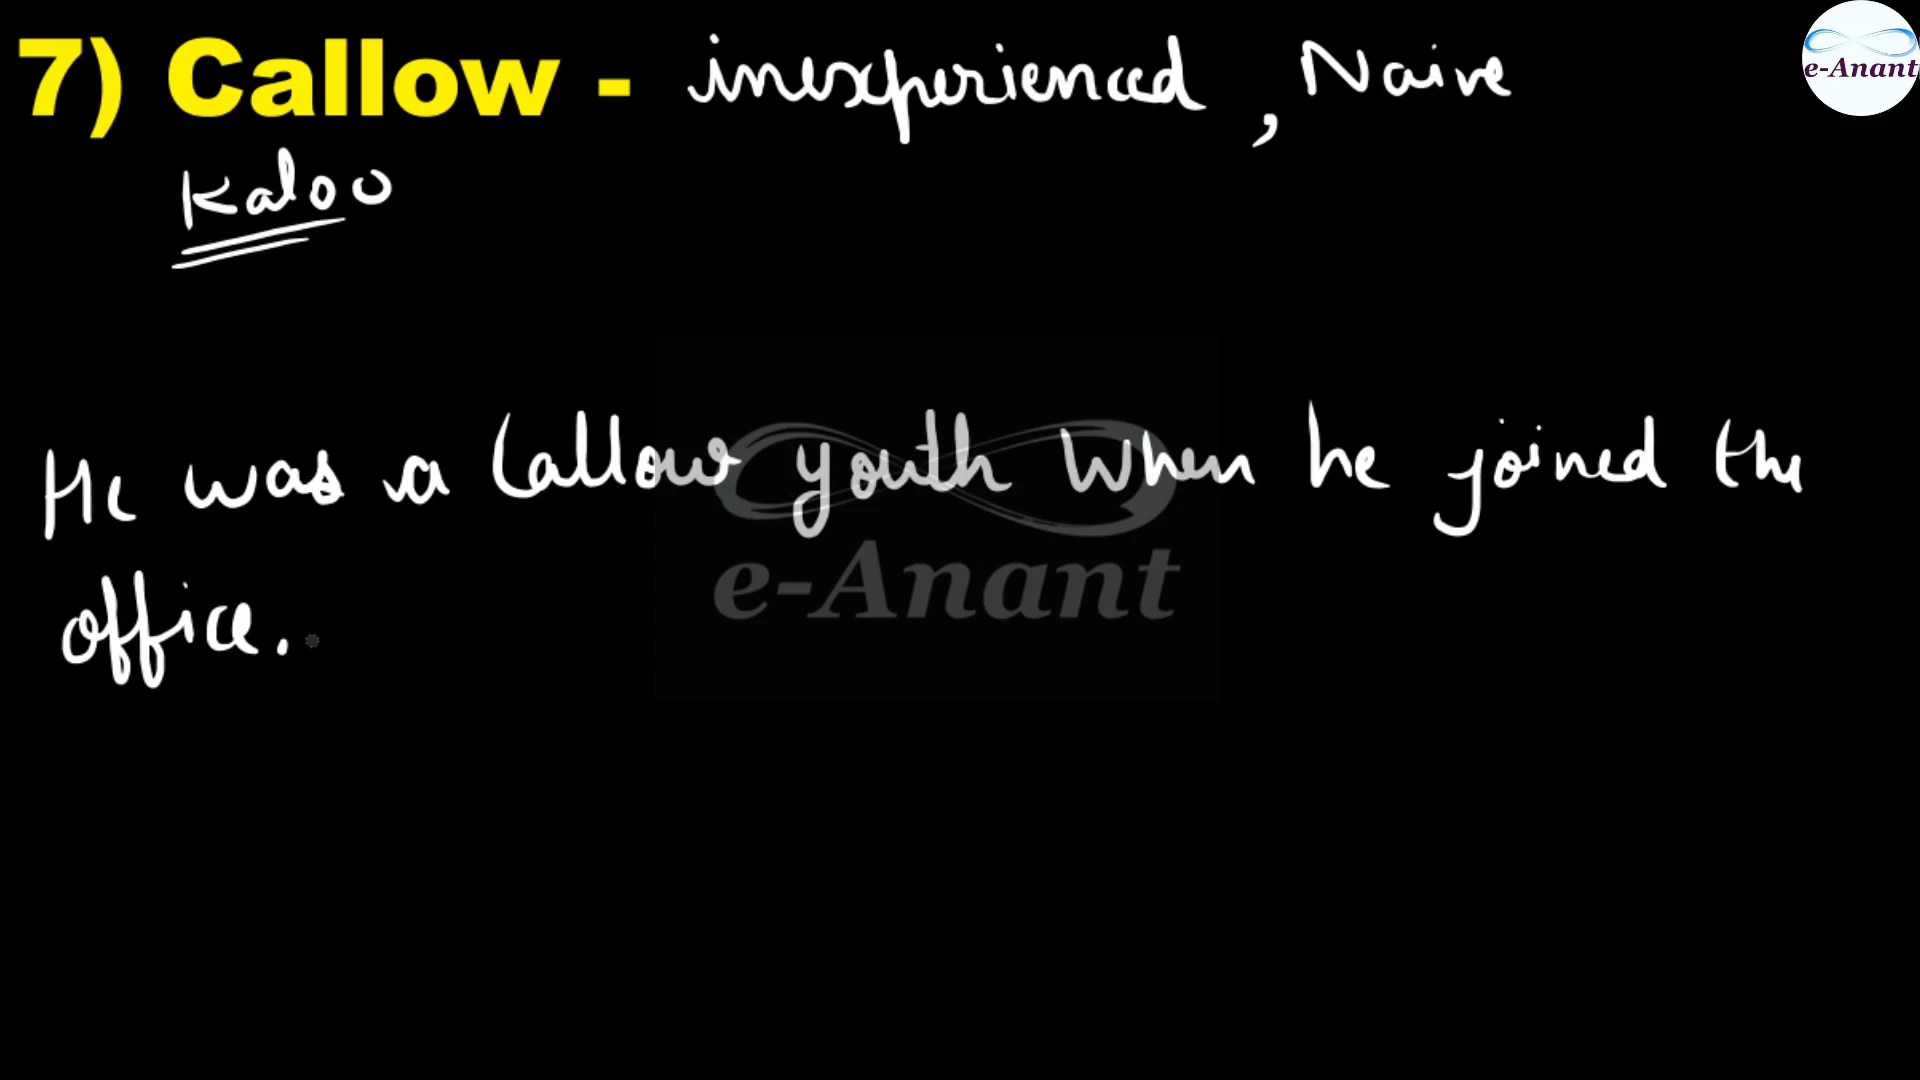 7) Callow - inexperienced, Naive
e-Anant
Kaloo
He was a Callow youth when he joined the
office.
e-Anant